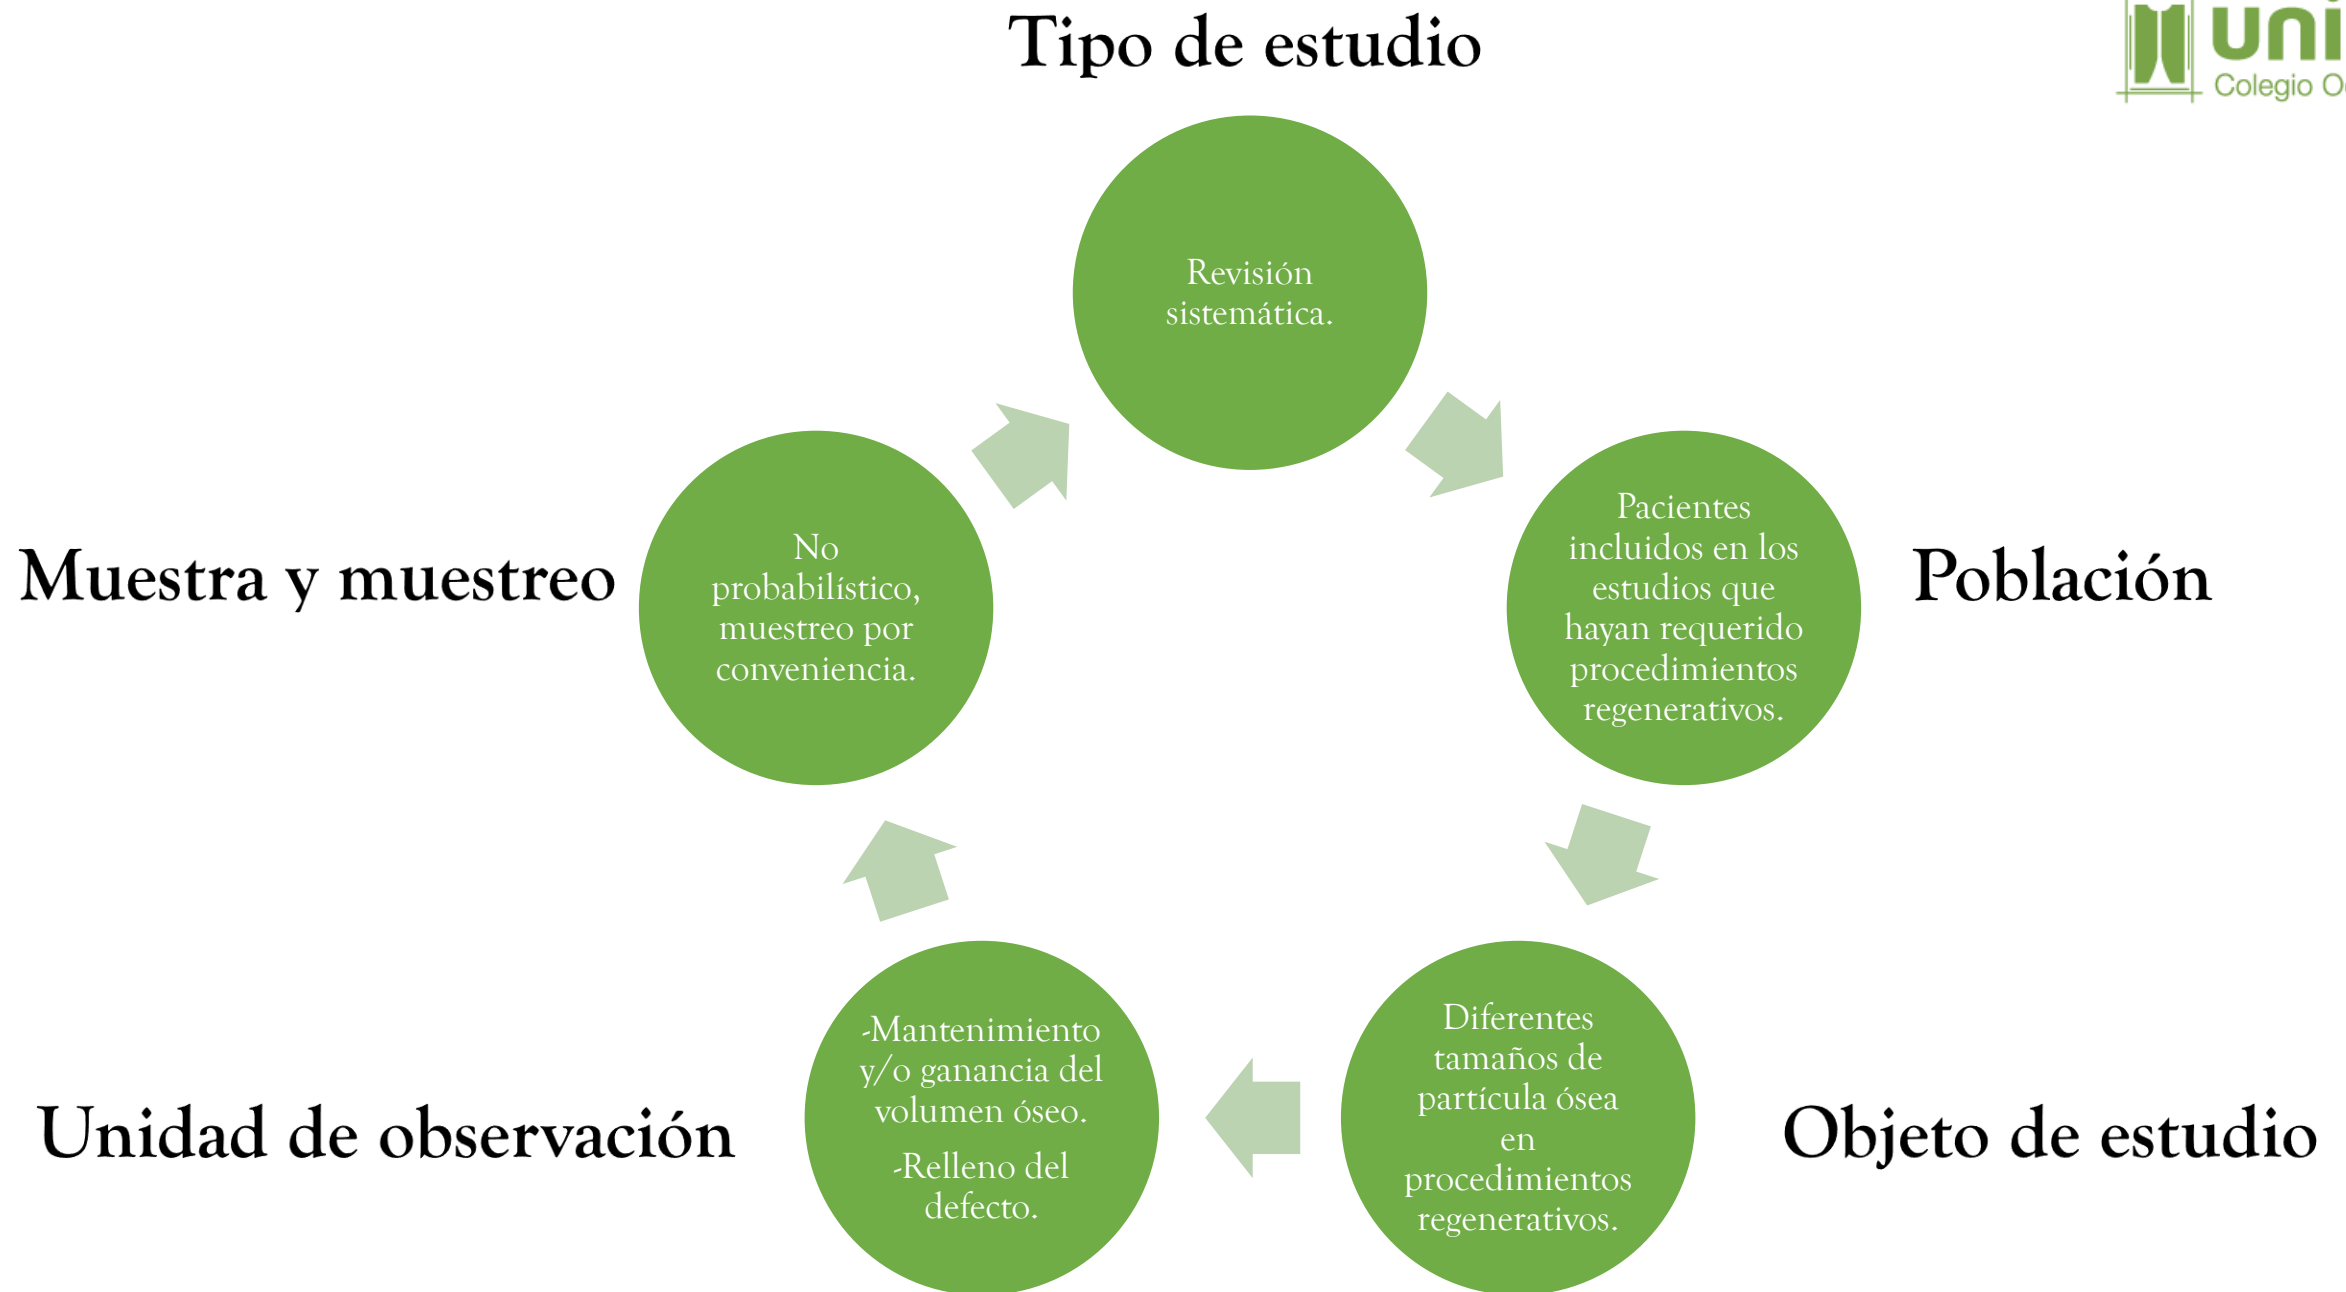 Tipo de estudio
uni
Colegio O
Revisión
sistemática.
Pacientes
incluidos en los
estudios que
hayan requerido
procedimientos
regenerativos.
Población
Diferentes
tamaños de
partícula ósea
en
procedimientos
regenerativos.
Objeto de estudio
-Mantenimiento
y/o ganancia del
volumen óseo.
-Relleno del
defecto.
Unidad de observación
No
probabilístico,
muestreo por
conveniencia.
Muestra y muestreo